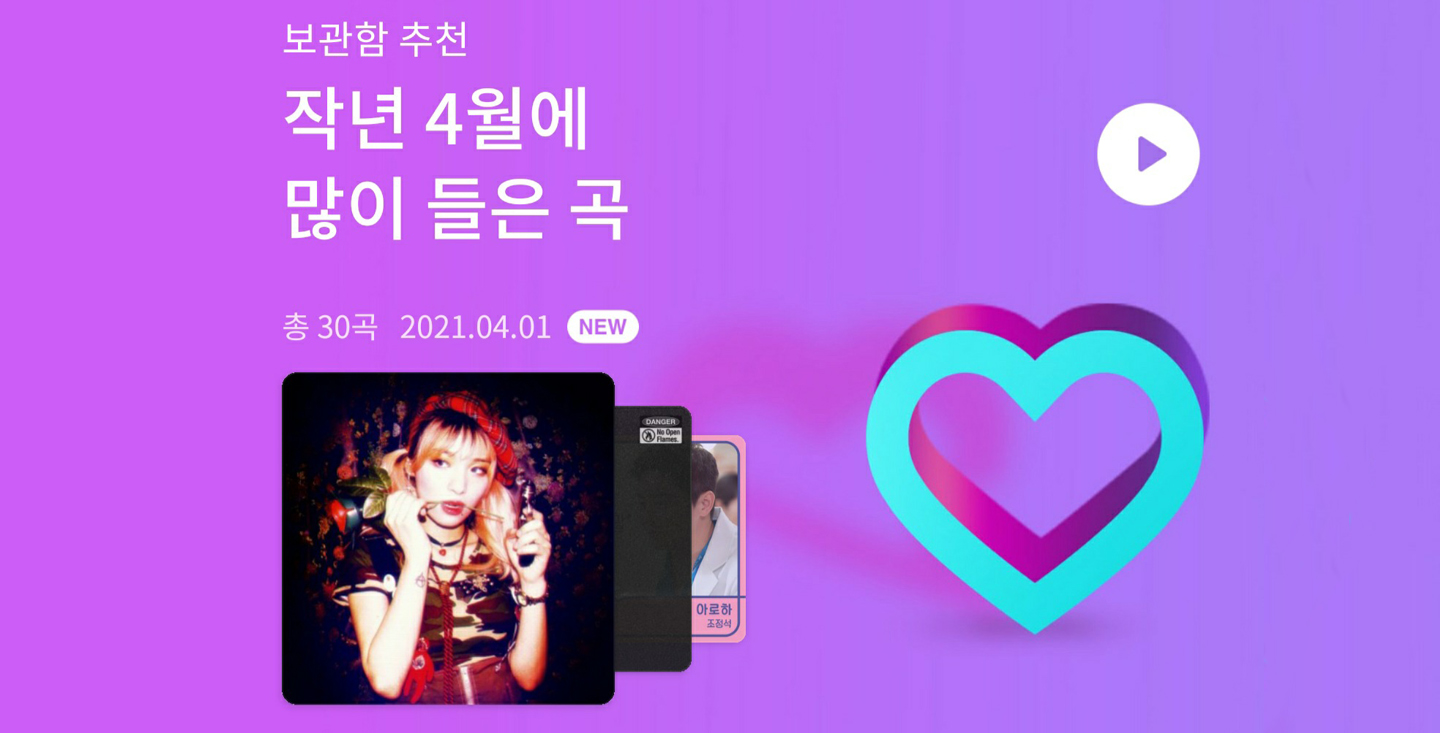 보관함 추천
작년 4월에
많이 들은 곡
총 30곡 2021.04.01 NEW
DANGER
No Open
Flames.
아로하
조정석